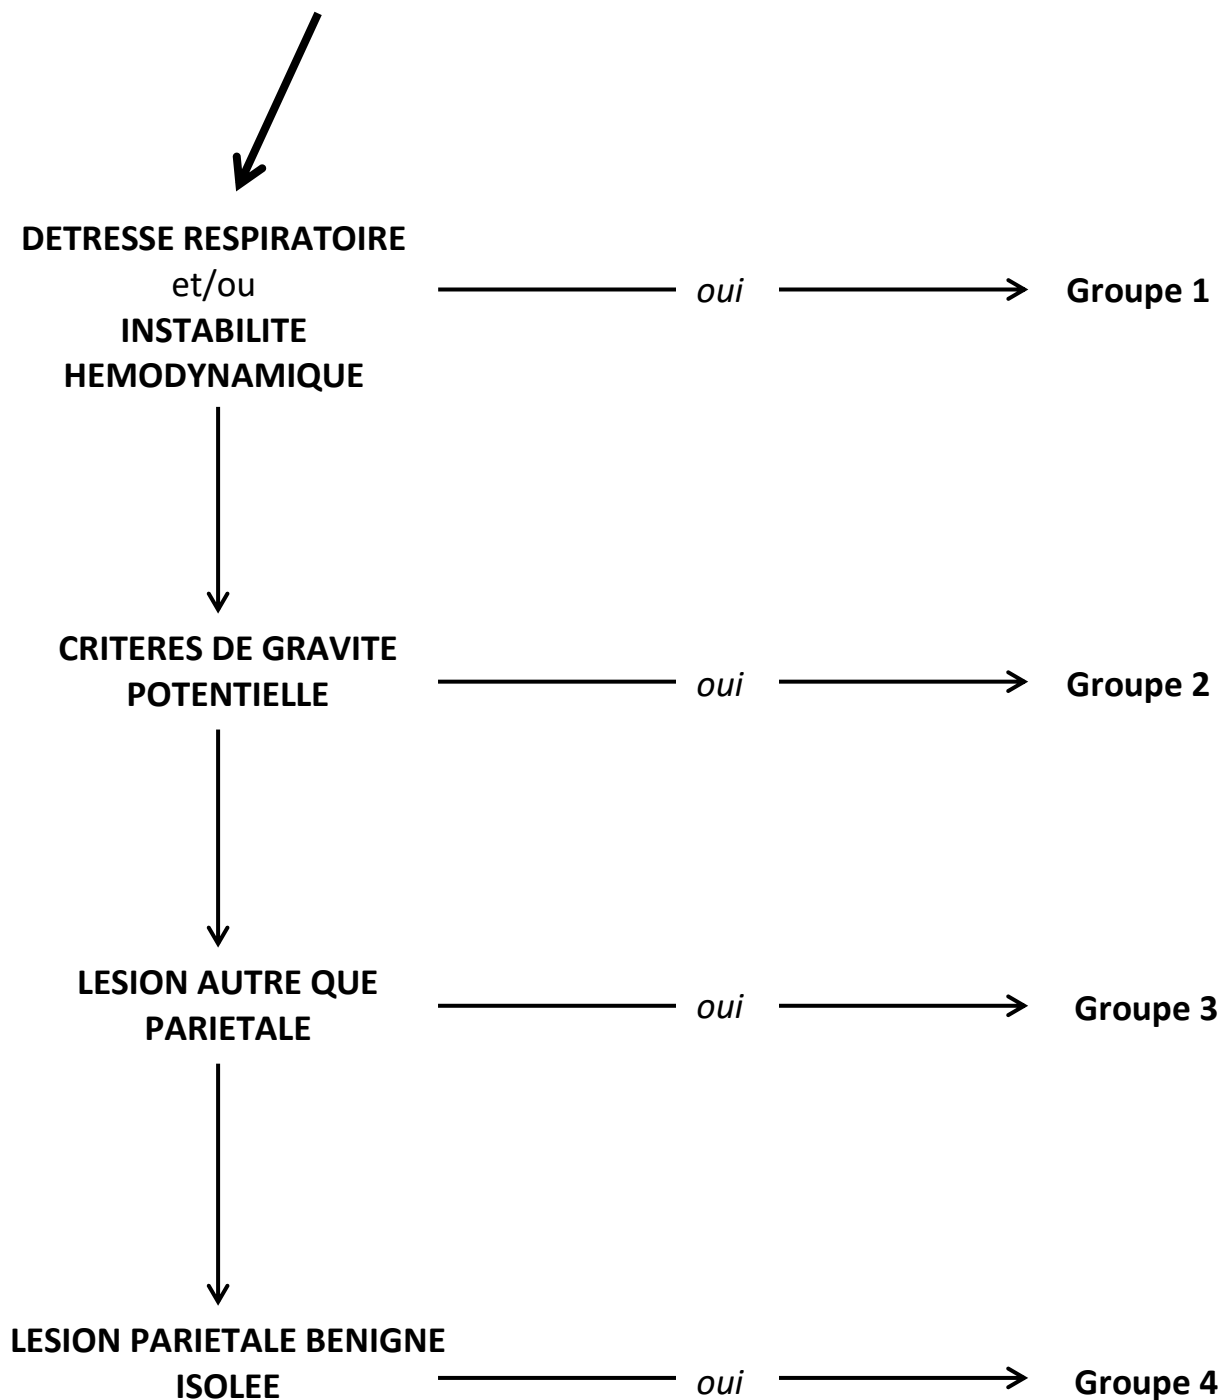 DETRESSE RESPIRATOIRE
et/ou
INSTABILITE
HEMODYNAMIQUE
oui
Groupe 1
CRITERES DE GRAVITE
POTENTIELLE
oui
Groupe 2
LESION AUTRE QUE
PARIETALE
oui
Groupe 3
LESION PARIETALE BENIGNE
ISOLEE
oui
Groupe 4